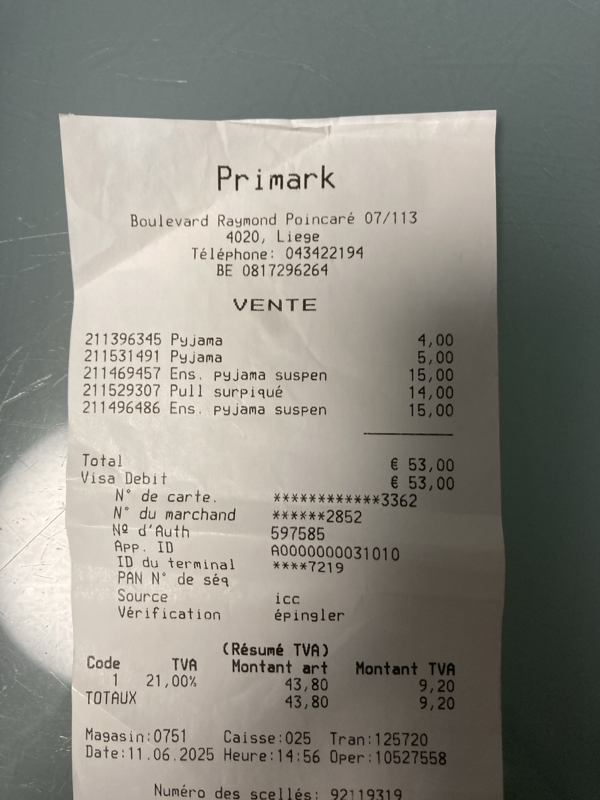 Primark
Boulevard Raymond Poincaré 07/113
4020, Liege
Téléphone: 043422194
BE 0817296264
VENTE
211396345 Pyjama 4,00
211531491 Pyjama 5,00
211469457 Ens. pyjama suspen 15,00
211529307 Pull surpiqué 14,00
211496486 Ens. pyjama suspen 15,00
Total € 53,00
Visa Debit € 53,00
N° de carte. ************3362
N° du marchand ******2852
Nº d'Auth 597585
App. ID A0000000031010
ID du terminal ****7219
PAN N° de séq
Source icc
Vérification épingler
(Résumé TVA)
Code TVA Montant art Montant TVA
1 21,00% 43,80 9,20
TOTAUX 43,80 9,20
Magasin:0751 Caisse:025 Tran:125720
Date:11.06.2025 Heure:14:56 Oper:10527558
Numéro des scellés: 92119319